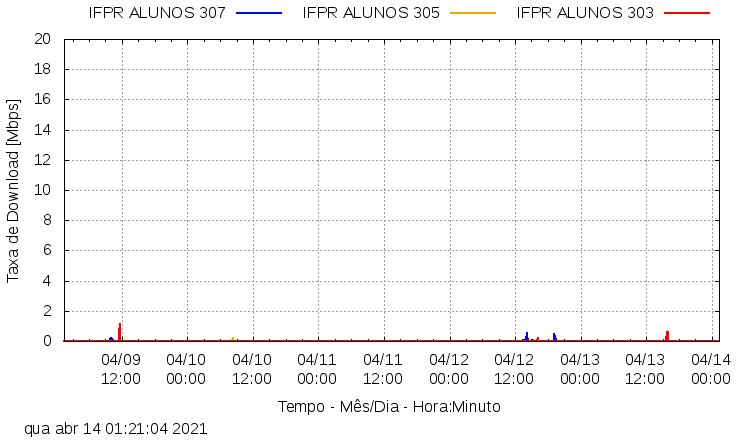 IFPR ALUNOS 307 IFPR ALUNOS 305 IFPR ALUNOS 303
20
18
16
14
12
10
8
6
4
2
0
Taxa de Download [Mbps]
04/09 04/10 04/10 04/11 04/11 04/12 04/12 04/13 04/13 04/14
12:00 00:00 12:00 00:00 12:00 00:00 12:00 00:00 12:00 00:00
Tempo - Mês/Dia - Hora:Minuto
qua abr 14 01:21:04 2021